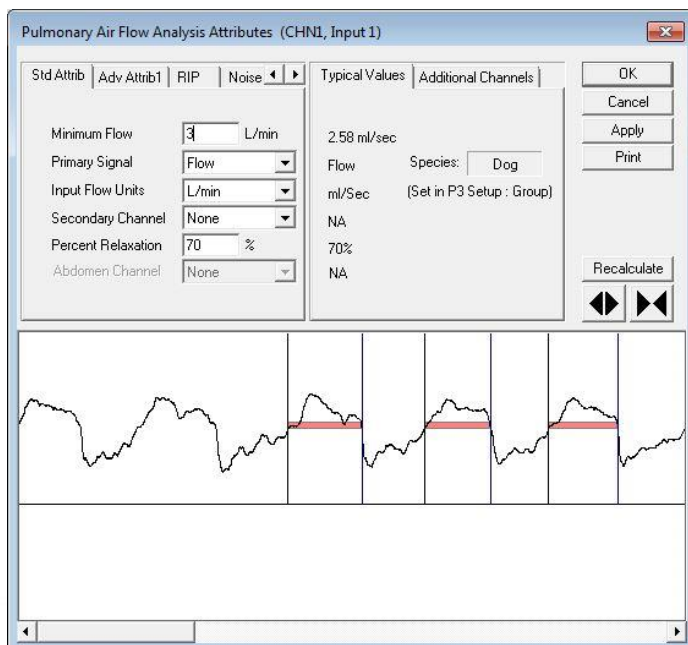 Pulmonary Air Flow Analysis Attributes (CHN1, Input 1)
Std Attrib Adv Attrib1 RIP Noise
Minimum Flow 3 L/min
Primary Signal Flow
Input Flow Units L/min
Secondary Channel None
Percent Relaxation 70 %
Abdomen Channel None
Typical Values Additional Channels
2.58 ml/sec
Flow Species: Dog
ml/Sec (Set in P3 Setup : Group)
NA
70%
NA
OK
Cancel
Apply
Print
Recalculate